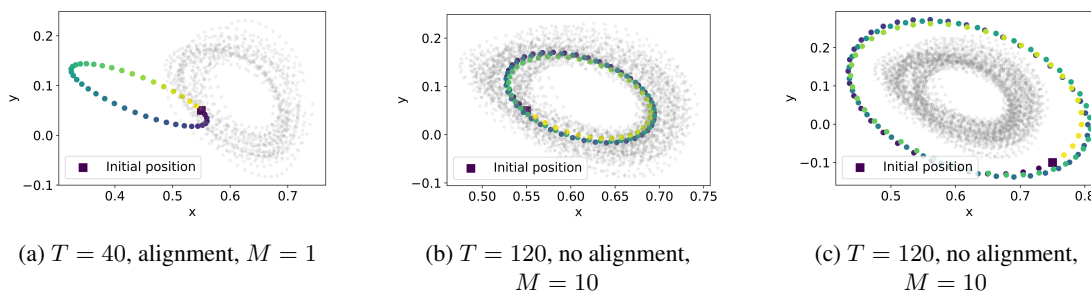 0.2
0.1
0.0
−0.1
y
0.4
0.5
0.6
0.7
x
Initial position
0.2
0.1
0.0
−0.1
y
0.50
0.55
0.60
0.65
0.70
0.75
x
Initial position
0.2
0.1
0.0
−0.1
y
0.5
0.6
0.7
0.8
x
Initial position
(a) T = 40, alignment, M = 1
(b) T = 120, no alignment,
M = 10
(c) T = 120, no alignment,
M = 10